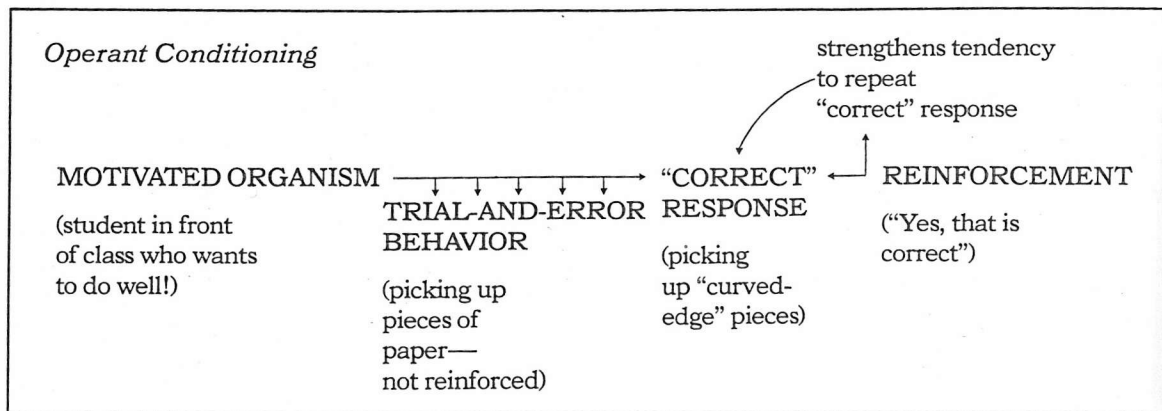 Operant Conditioning
strengthens tendency
to repeat
“correct” response
MOTIVATED ORGANISM
(student in front
of class who wants
to do well!)
TRIAL-AND-ERROR
BEHAVIOR
(picking up
pieces of
paper—
not reinforced)
“CORRECT”
RESPONSE
(picking
up “curved-
edge” pieces)
REINFORCEMENT
(“Yes, that is
correct”)